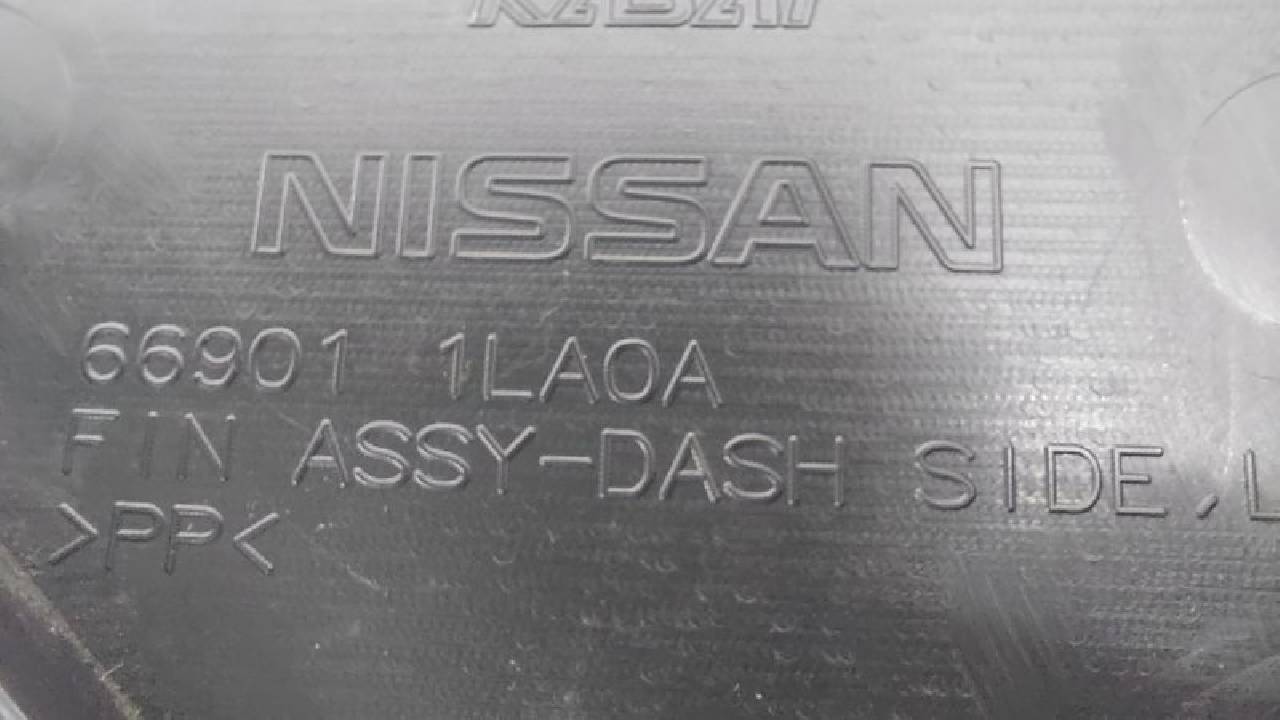 NISSAN
66901 1LA0A
FIN ASSY-DASH SIDE,L
>PP<